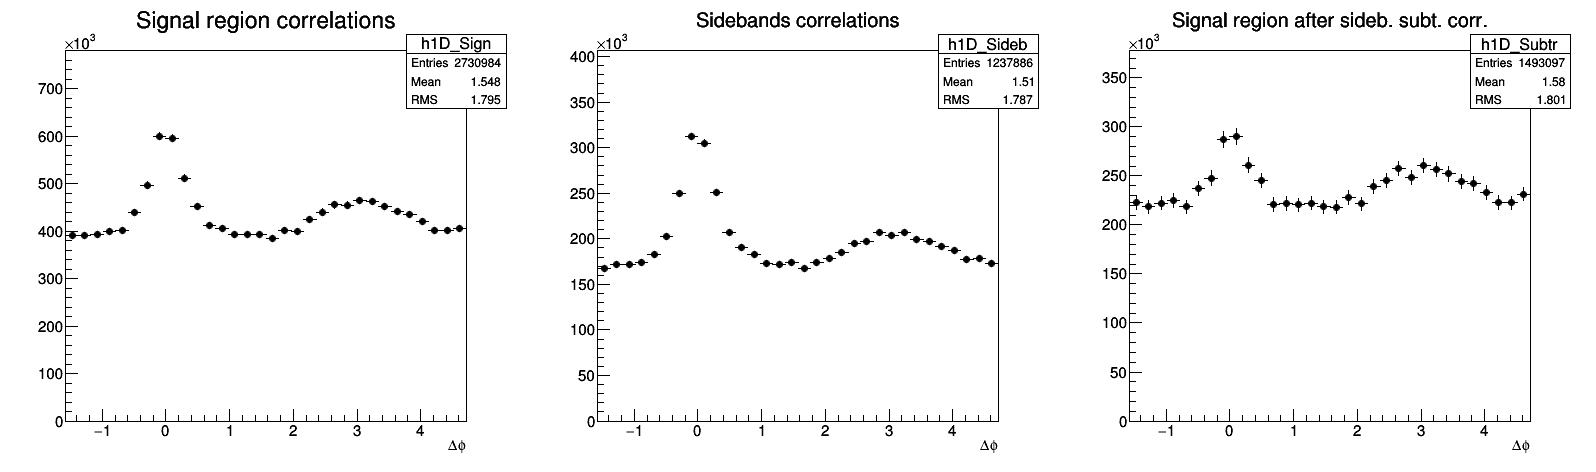 Signal region correlations
×10³
h1D_Sign
Entries 2730984
Mean 1.548
RMS 1.795
700
600
500
400
300
200
100
0
−1 0 1 2 3 4
Δφ
Sidebands correlations
×10³
h1D_Sideb
Entries 1237886
Mean 1.51
RMS 1.787
400
350
300
250
200
150
100
50
0
−1 0 1 2 3 4
Δφ
Signal region after sideb. subt. corr.
×10³
h1D_Subtr
Entries 1493097
Mean 1.58
RMS 1.801
350
300
250
200
150
100
50
0
−1 0 1 2 3 4
Δφ